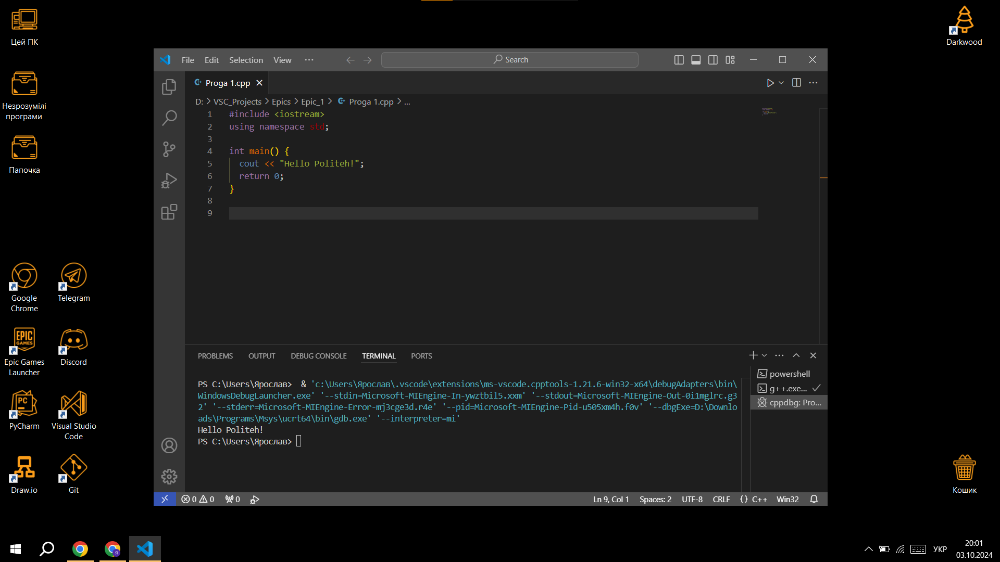 Цей ПК
Незрозумілі
програми
Папочка
Google
Chrome
Telegram
EPIC
GAMES
Epic Games
Launcher
Discord
PC
PyCharm
Visual Studio
Code
Draw.io
Git
Darkwood
Кошик
File Edit Selection View ···
Search
Proga 1.cpp
D: > VSC_Projects > Epics > Epic_1 > Proga 1.cpp > ...
1 #include <iostream>
2 using namespace std;
3
4 int main() {
5 cout << "Hello Politeh!";
6 return 0;
7 }
8
9
PROBLEMS OUTPUT DEBUG CONSOLE TERMINAL PORTS
PS C:\Users\Ярослав>  & 'c:\Users\Ярослав\.vscode\extensions\ms-vscode.cpptools-1.21.6-win32-x64\debugAdapters\bin\
WindowsDebugLauncher.exe' '--stdin=Microsoft-MIEngine-In-ywztbil5.xxm' '--stdout=Microsoft-MIEngine-Out-0i1mglrc.g3
2' '--stderr=Microsoft-MIEngine-Error-mj3cge3d.r4e' '--pid=Microsoft-MIEngine-Pid-u505xm4h.f0v' '--dbgExe=D:\Downlo
ads\Programs\Msys\ucrt64\bin\gdb.exe' '--interpreter=mi'
Hello Politeh!
PS C:\Users\Ярослав>
powershell
g++.exe...
cppdbg: Pro...
0 0 0
Ln 9, Col 1 Spaces: 2 UTF-8 CRLF {} C++ Win32
Я
УКР
20:01
03.10.2024